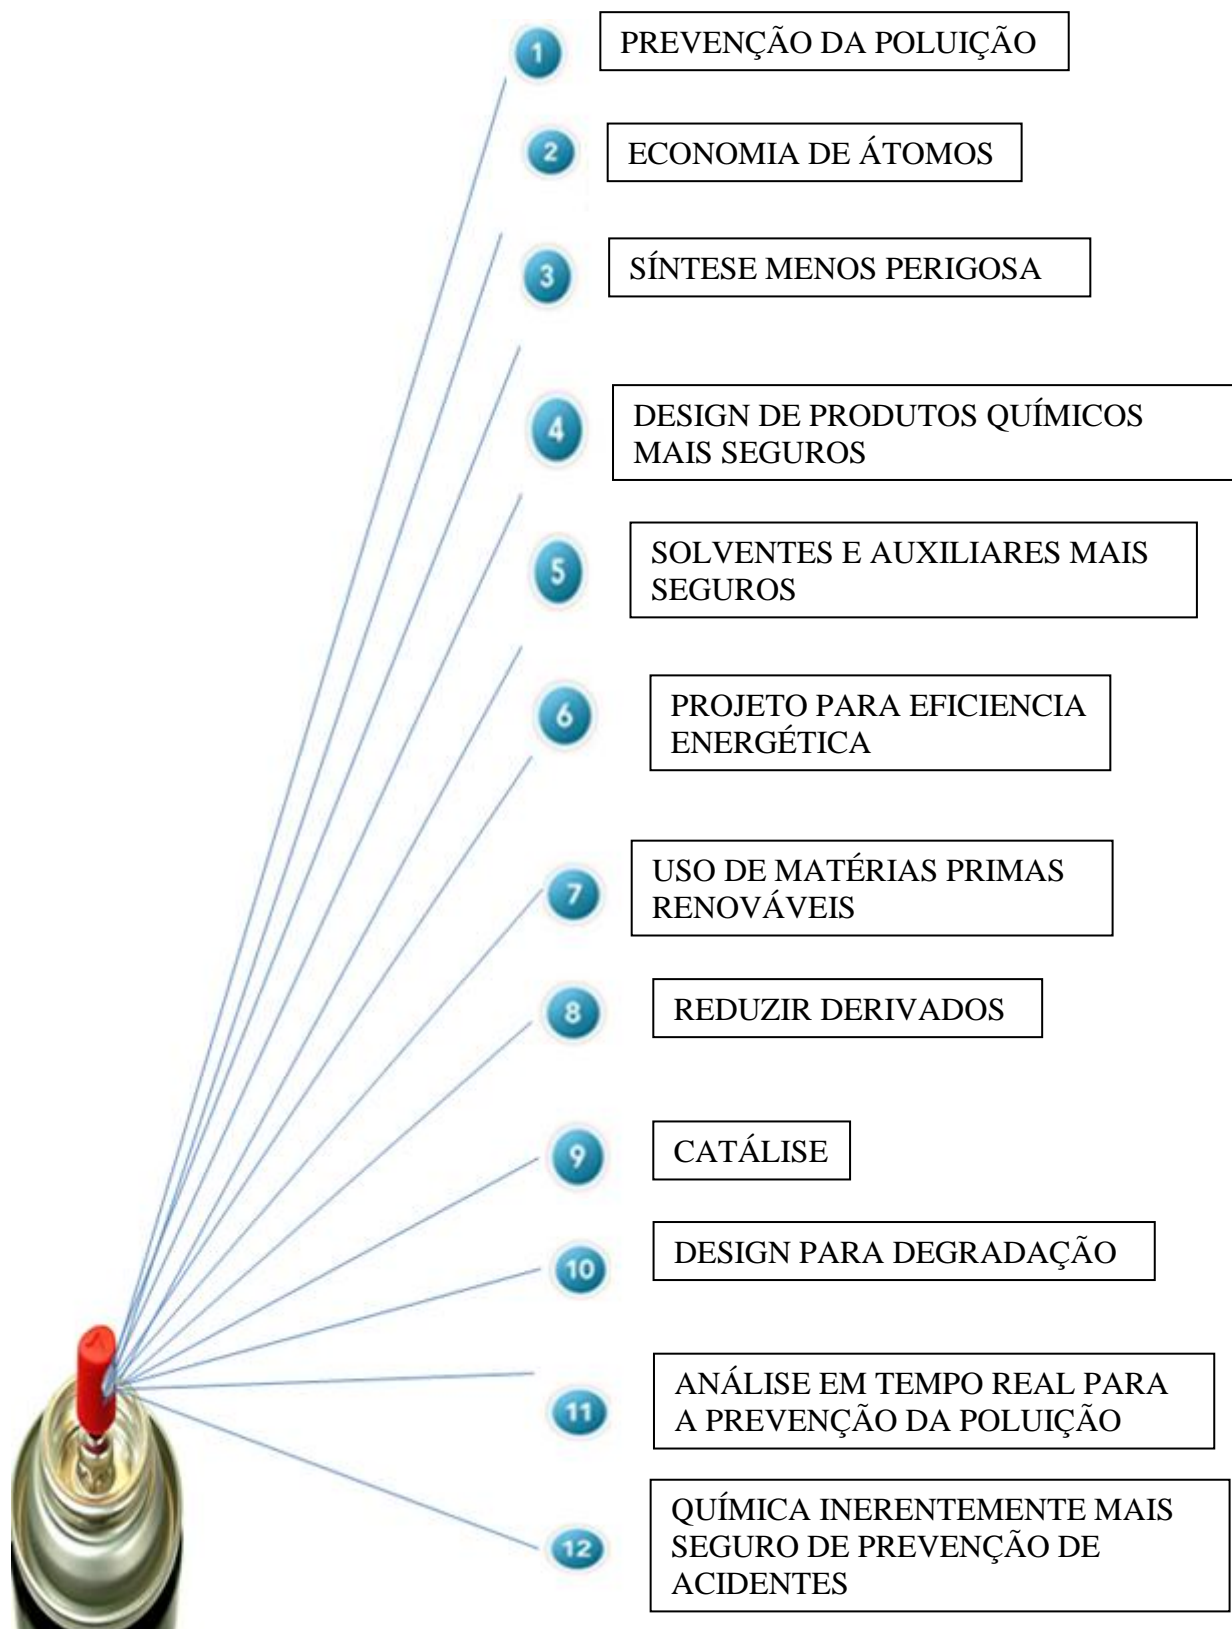 1 PREVENÇÃO DA POLUIÇÃO
2 ECONOMIA DE ÁTOMOS
3 SÍNTESE MENOS PERIGOSA
4 DESIGN DE PRODUTOS QUÍMICOS
MAIS SEGUROS
5 SOLVENTES E AUXILIARES MAIS
SEGUROS
6 PROJETO PARA EFICIENCIA
ENERGÉTICA
7 USO DE MATÉRIAS PRIMAS
RENOVÁVEIS
8 REDUZIR DERIVADOS
9 CATÁLISE
10 DESIGN PARA DEGRADAÇÃO
11 ANÁLISE EM TEMPO REAL PARA
A PREVENÇÃO DA POLUIÇÃO
12 QUÍMICA INERENTEMENTE MAIS
SEGURO DE PREVENÇÃO DE
ACIDENTES